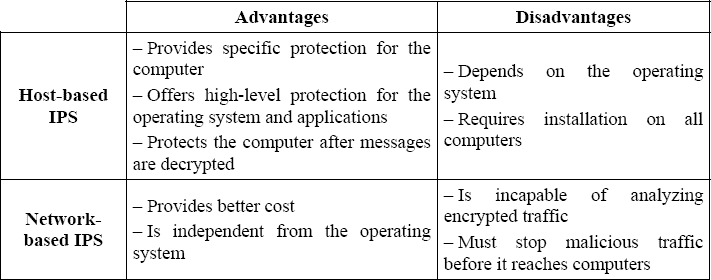 Advantages Disadvantages
Host-based
IPS
– Provides specific protection for the
computer
– Offers high-level protection for the
operating system and applications
– Protects the computer after messages
are decrypted
– Depends on the operating
system
– Requires installation on all
computers
Network-
based IPS
– Provides better cost
– Is independent from the operating
system
– Is incapable of analyzing
encrypted traffic
– Must stop malicious traffic
before it reaches computers